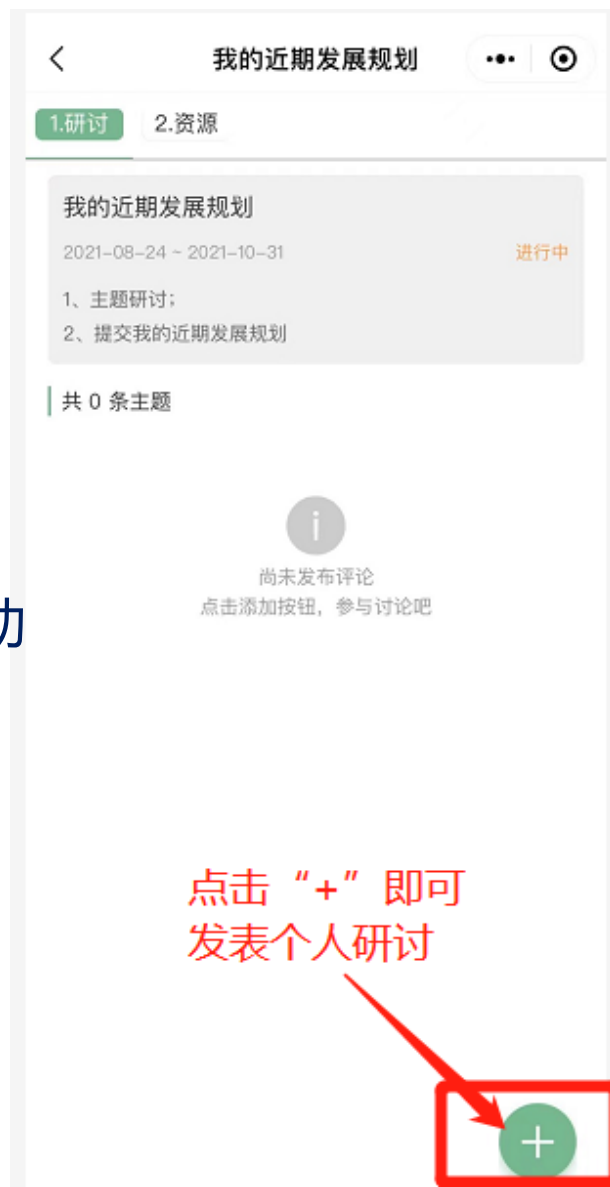 我的近期发展规划
1.研讨 2.资源
我的近期发展规划
2021-08-24 ~ 2021-10-31 进行中
1、主题研讨;
2、提交我的近期发展规划
共 0 条主题
i
尚未发布评论
点击添加按钮，参与讨论吧
点击“+”即可
发表个人研讨
+